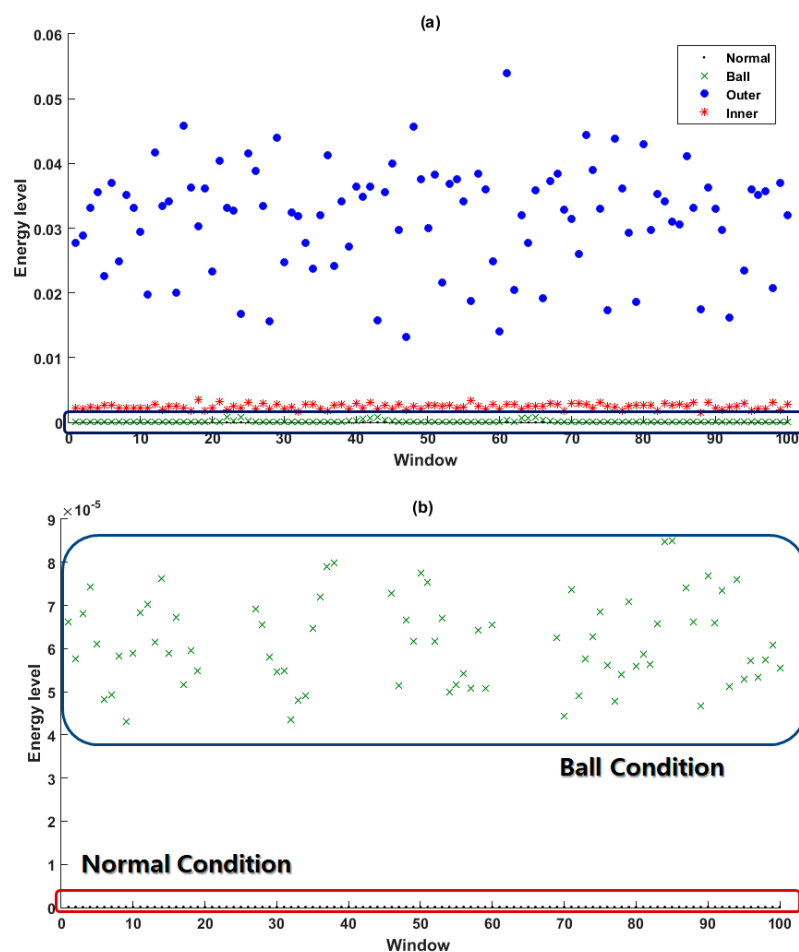 (a)
0.06
0.05
0.04
0.03
0.02
0.01
0
Energy level
Normal
Ball
Outer
Inner
0 10 20 30 40 50 60 70 80 90 100
Window
(b)
×10-5
9
8
7
6
5
4
3
2
1
0
Energy level
Ball Condition
Normal Condition
0 10 20 30 40 50 60 70 80 90 100
Window